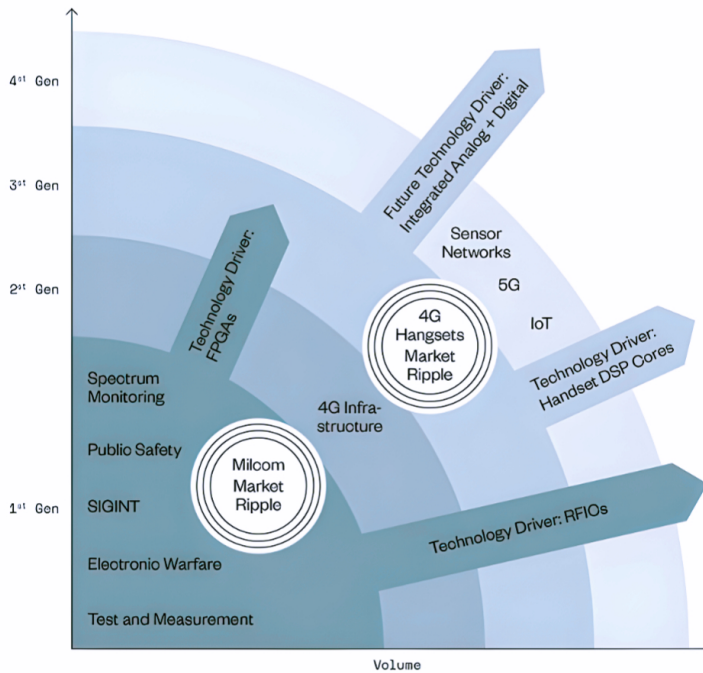 4ˢᵗ Gen
3ˢᵗ Gen
2ˢᵗ Gen
1ˢᵗ Gen
Future Technology Driver:
Integrated Analog + Digital
Sensor
Networks
5G
IoT
Technology Driver:
FPGAs
4G
Hangsets
Market
Ripple
Technology Driver:
Handset DSP Cores
Spectrum
Monitoring
4G Infra-
structure
Public Safety
Milcom
Market
Ripple
SIGINT
Technology Driver: RFIOs
Electronic Warfare
Test and Measurement
Volume